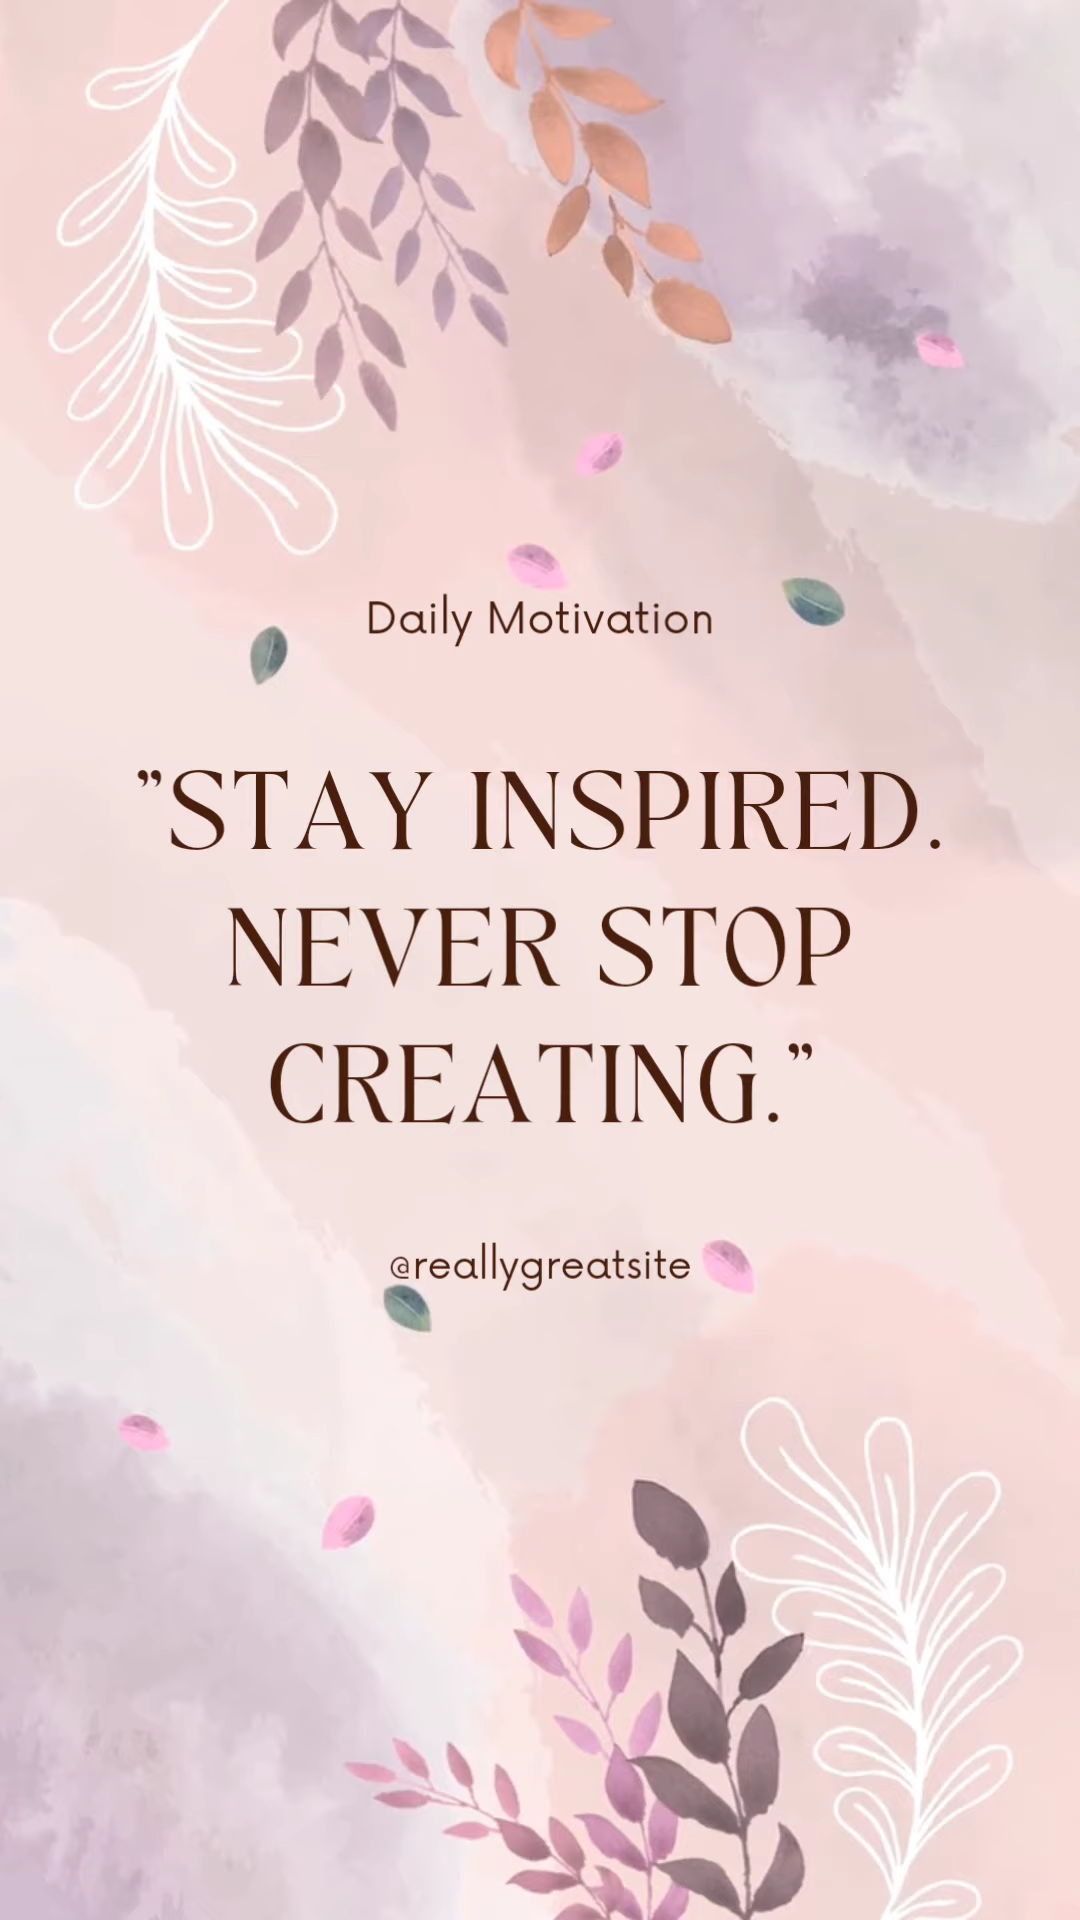 Daily Motivation
”STAY INSPIRED.
NEVER STOP
CREATING.”
@reallygreatsite